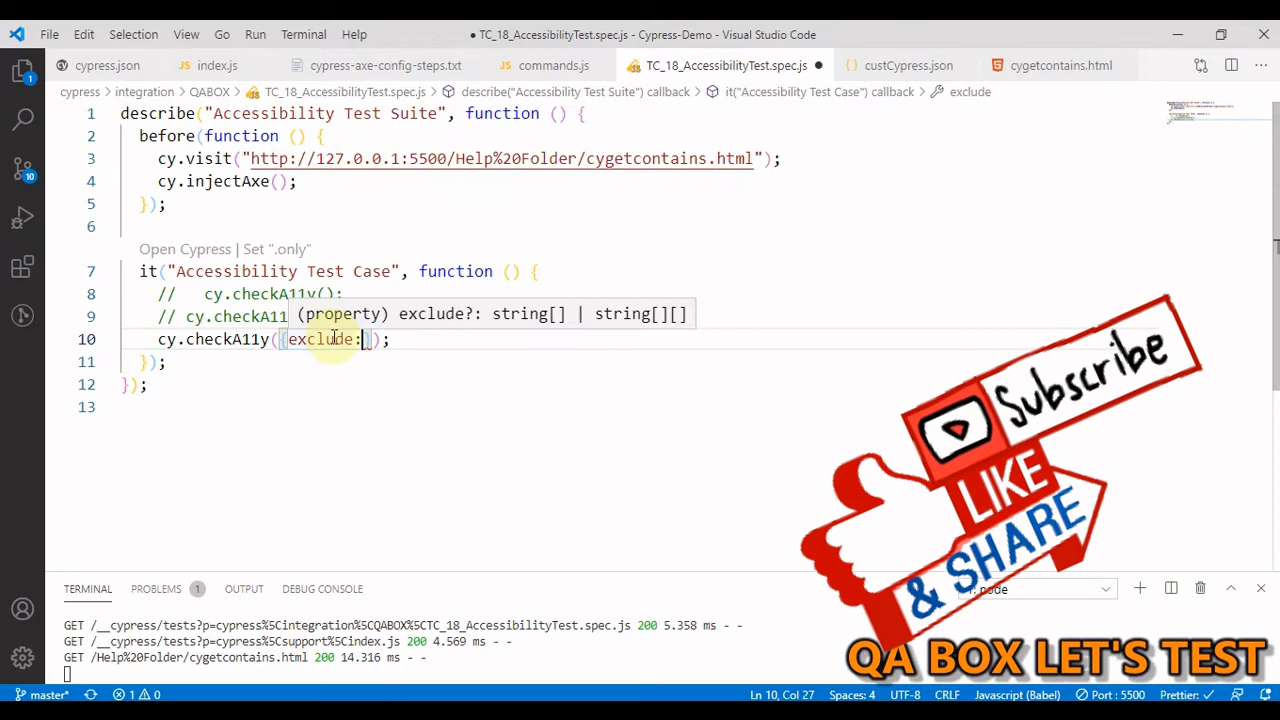 File Edit Selection View Go Run Terminal Help ● TC_18_AccessibilityTest.spec.js - Cypress-Demo - Visual Studio Code
cypress.json JS index.js cypress-axe-config-steps.txt JS commands.js TC_18_AccessibilityTest.spec.js ● {} custCypress.json cygetcontains.html
cypress > integration > QABOX > TC_18_AccessibilityTest.spec.js > describe("Accessibility Test Suite") callback > it("Accessibility Test Case") callback > exclude
1 describe("Accessibility Test Suite", function () {
2 before(function () {
3 cy.visit("http://127.0.0.1:5500/Help%20Folder/cygetcontains.html");
4 cy.injectAxe();
5 });
6
Open Cypress | Set ".only"
7 it("Accessibility Test Case", function () {
8 // cy.checkA11y();
(property) exclude?: string[] | string[][]
9 // cy.checkA11
10 cy.checkA11y({exclude:});
11 });
12 });
13
1
10
Subscribe
LIKE
& SHARE
TERMINAL PROBLEMS 1 OUTPUT DEBUG CONSOLE 1: node
GET /__cypress/tests?p=cypress%5Cintegration%5CQABOX%5CTC_18_AccessibilityTest.spec.js 200 5.358 ms - -
GET /__cypress/tests?p=cypress%5Csupport%5Cindex.js 200 4.569 ms - -
GET /Help%20Folder/cygetcontains.html 200 14.316 ms - -
QA BOX LET'S TEST
master* 1 0 Ln 10, Col 27 Spaces: 4 UTF-8 CRLF Javascript (Babel) Port : 5500 Prettier: ✓